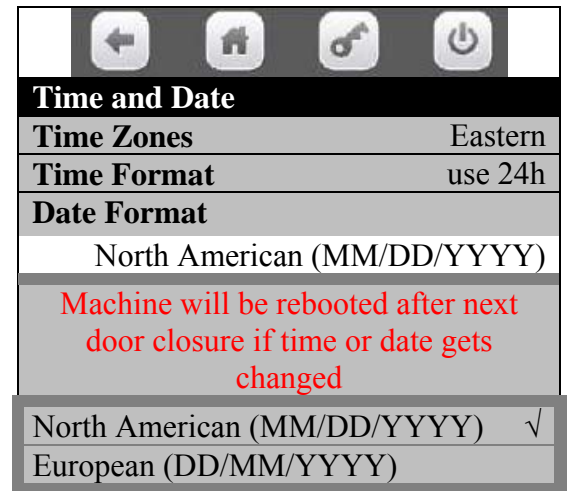 Time and Date
Time Zones Eastern
Time Format use 24h
Date Format
North American (MM/DD/YYYY)
Machine will be rebooted after next
door closure if time or date gets
changed
North American (MM/DD/YYYY) √
European (DD/MM/YYYY)